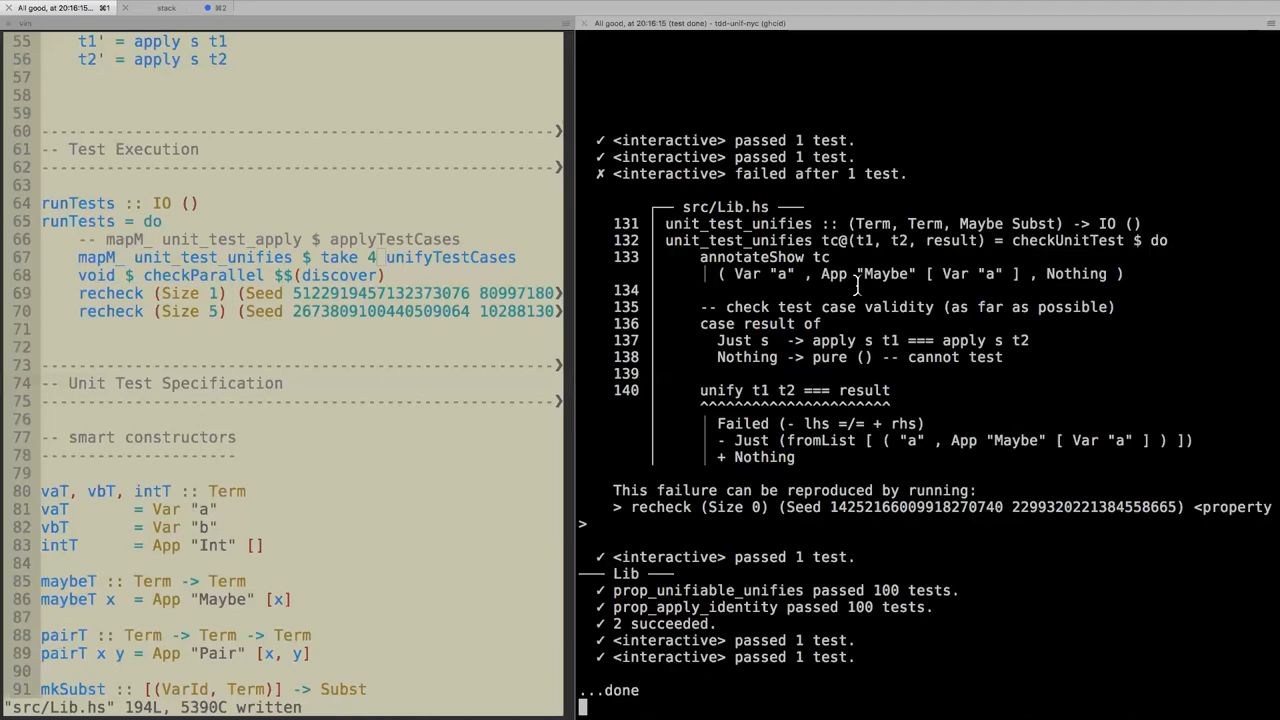 All good, at 20:16:15 (test d... ⌘1
stack
⌘2
vim
55 t1' = apply s t1
56 t2' = apply s t2
57
58
59
60 ----------------------------------------------------------❯
61 -- Test Execution
62 ----------------------------------------------------------❯
63
64 runTests :: IO ()
65 runTests = do
66 -- mapM_ unit_test_apply $ applyTestCases
67 mapM_ unit_test_unifies $ take 4 unifyTestCases
68 void $ checkParallel $$(discover)
69 recheck (Size 1) (Seed 5122919457132373076 80997180❯
70 recheck (Size 5) (Seed 2673809100440509064 10288130❯
71
72
73 ----------------------------------------------------------❯
74 -- Unit Test Specification
75 ----------------------------------------------------------❯
76
77 -- smart constructors
78 ----------------------
79
80 vaT, vbT, intT :: Term
81 vaT = Var "a"
82 vbT = Var "b"
83 intT = App "Int" []
84
85 maybeT :: Term -> Term
86 maybeT x = App "Maybe" [x]
87
88 pairT :: Term -> Term -> Term
89 pairT x y = App "Pair" [x, y]
90
91 mkSubst :: [(VarId, Term)] -> Subst
"src/Lib.hs" 194L, 5390C written
All good, at 20:16:15 (test done) - tdd-unif-nyc (ghcid)
✓ <interactive> passed 1 test.
✓ <interactive> passed 1 test.
✗ <interactive> failed after 1 test.
── src/Lib.hs ──
131 unit_test_unifies :: (Term, Term, Maybe Subst) -> IO ()
132 unit_test_unifies tc@(t1, t2, result) = checkUnitTest $ do
133 annotateShow tc
│ ( Var "a" , App "Maybe" [ Var "a" ] , Nothing )
134
135 -- check test case validity (as far as possible)
136 case result of
137 Just s -> apply s t1 === apply s t2
138 Nothing -> pure () -- cannot test
139
140 unify t1 t2 === result
^^^^^^^^^^^^^^^^^^^^^^
│ Failed (- lhs =/= + rhs)
│ - Just (fromList [ ( "a" , App "Maybe" [ Var "a" ] ) ])
│ + Nothing
This failure can be reproduced by running:
> recheck (Size 0) (Seed 14252166009918270740 2299320221384558665) <property
>
✓ <interactive> passed 1 test.
── Lib ──
✓ prop_unifiable_unifies passed 100 tests.
✓ prop_apply_identity passed 100 tests.
✓ 2 succeeded.
✓ <interactive> passed 1 test.
✓ <interactive> passed 1 test.
...done